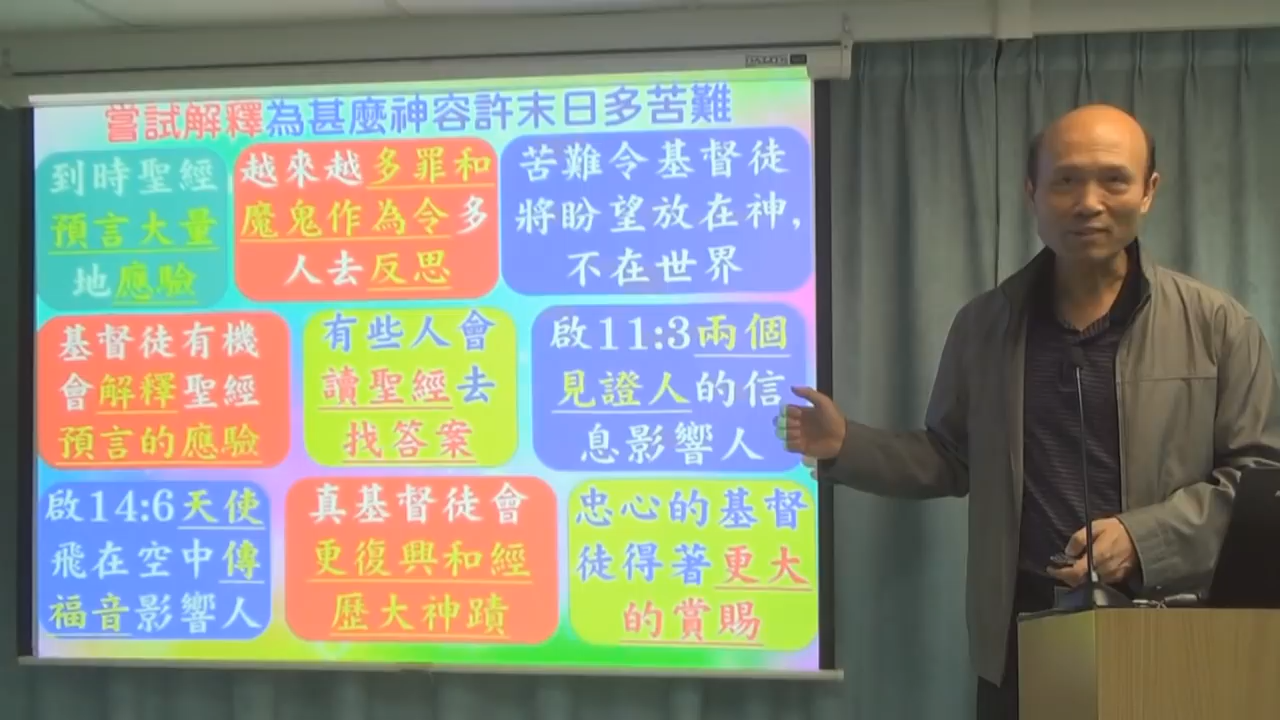 嘗試解釋為甚麼神容許末日多苦難
到時聖經
預言大量
地應驗
越來越多罪和
魔鬼作為令多
人去反思
苦難令基督徒
將盼望放在神,
不在世界
基督徒有機
會解釋聖經
預言的應驗
有些人會
讀聖經去
找答案
啟11:3兩個
見證人的信
息影響人
啟14:6天使
飛在空中傳
福音影響人
真基督徒會
更復興和經
歷大神蹟
忠心的基督
徒得著更大
的賞賜